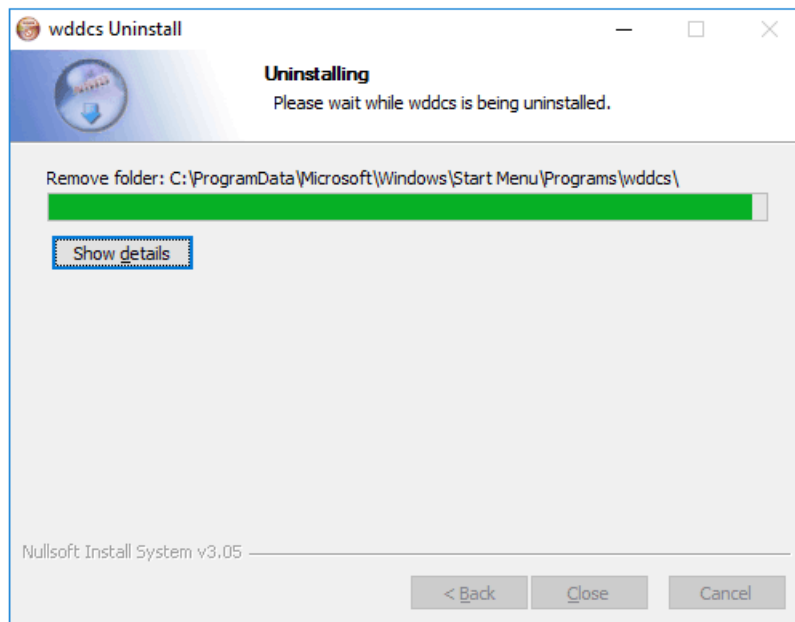 wddcs Uninstall
Uninstalling
Please wait while wddcs is being uninstalled.
Remove folder: C:\ProgramData\Microsoft\Windows\Start Menu\Programs\wddcs\
Show details
Nullsoft Install System v3.05
< Back Close Cancel